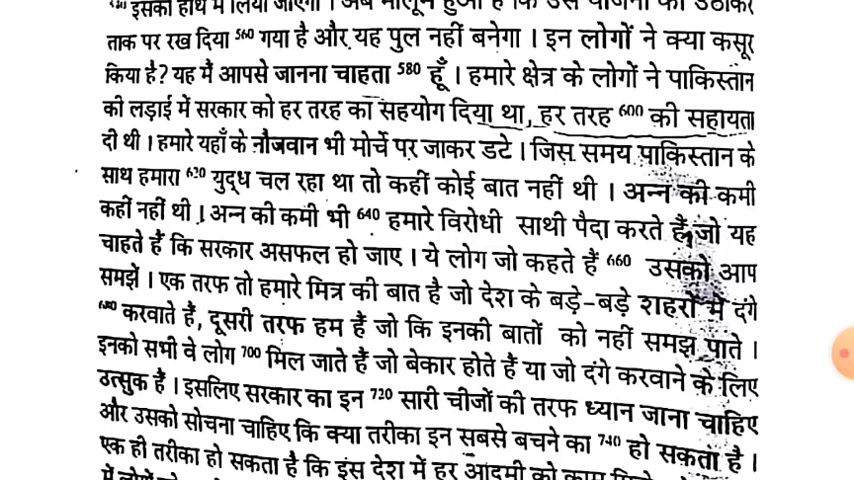 ⁵⁴⁰ इसको हाथ में लिया जाएगा । अब मालूम हुआ है कि उस योजना को उठाकर
ताक पर रख दिया ⁵⁶⁰ गया है और यह पुल नहीं बनेगा । इन लोगों ने क्या कसूर
किया है? यह मैं आपसे जानना चाहता ⁵⁸⁰ हूँ । हमारे क्षेत्र के लोगों ने पाकिस्तान
की लड़ाई में सरकार को हर तरह का सहयोग दिया था, हर तरह ⁶⁰⁰ की सहायता
दी थी । हमारे यहाँ के नौजवान भी मोर्चे पर जाकर डटे । जिस समय पाकिस्तान के
साथ हमारा ⁶²⁰ युद्ध चल रहा था तो कहीं कोई बात नहीं थी । अन्न की कमी
कहीं नहीं थी । अन्न की कमी भी ⁶⁴⁰ हमारे विरोधी साथी पैदा करते हैं, जो यह
चाहते हैं कि सरकार असफल हो जाए । ये लोग जो कहते हैं ⁶⁶⁰ उसको आप
समझें । एक तरफ तो हमारे मित्र की बात है जो देश के बड़े-बड़े शहरों में दंगे
⁶⁸⁰ करवाते हैं, दूसरी तरफ हम हैं जो कि इनकी बातों को नहीं समझ पाते ।
इनको सभी वे लोग ⁷⁰⁰ मिल जाते हैं जो बेकार होते हैं या जो दंगे करवाने के लिए
उत्सुक हैं । इसलिए सरकार का इन ⁷²⁰ सारी चीजों की तरफ ध्यान जाना चाहिए
और उसको सोचना चाहिए कि क्या तरीका इन सबसे बचने का ⁷⁴⁰ हो सकता है ।
एक ही तरीका हो सकता है कि इस देश में हर आदमी को काम मिले
में लोगों को